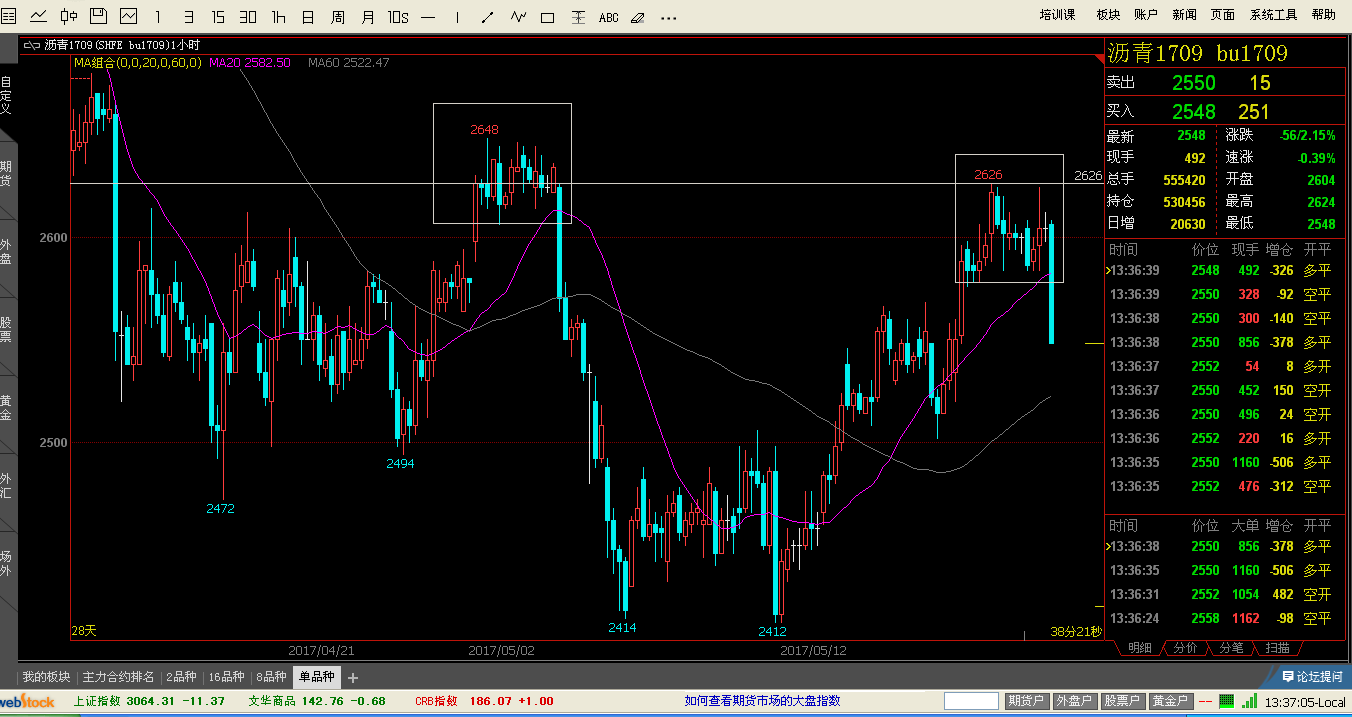 1 3 15 30 1h 日 周 月 10S ABC ... 培训课 板块 账户 新闻 页面 系统工具 帮助
沥青1709(SHFE bu1709)1小时
MA组合(0,0,20,0,60,0) MA20 2582.50 MA60 2522.47
自定义
期货
外盘
股票
黄金
外汇
场外
2648
2626
2626
2600
2500
2494
2472
2414
2412
28天
38分21秒
2017/04/21 2017/05/02 2017/05/12
沥青1709 bu1709
卖出 2550 15
买入 2548 251
最新 2548 涨跌 -56/2.15%
现手 492 速涨 -0.39%
总手 555420 开盘 2604
持仓 530456 最高 2624
日增 20630 最低 2548
时间 价位 现手 增仓 开平
13:36:39 2548 492 -326 多平
13:36:39 2550 328 -92 空平
13:36:38 2550 300 -140 空平
13:36:38 2550 856 -378 多平
13:36:37 2552 54 8 多开
13:36:37 2550 452 150 空开
13:36:36 2550 496 24 空开
13:36:36 2552 220 16 多开
13:36:35 2550 1160 -506 多平
13:36:35 2552 476 -312 空平
时间 价位 大单 增仓 开平
13:36:38 2550 856 -378 多平
13:36:35 2550 1160 -506 多平
13:36:31 2552 1054 482 空开
13:36:24 2558 1162 -98 空平
明细 分价 分笔 扫描
我的板块 主力合约排名 2品种 16品种 8品种 单品种 +
论坛提问
webStock 上证指数 3064.31 -11.37 文华商品 142.76 -0.68 CRB指数 186.07 +1.00 如何查看期货市场的大盘指数 期货户 外盘户 股票户 黄金户 -- 13:37:05-Local